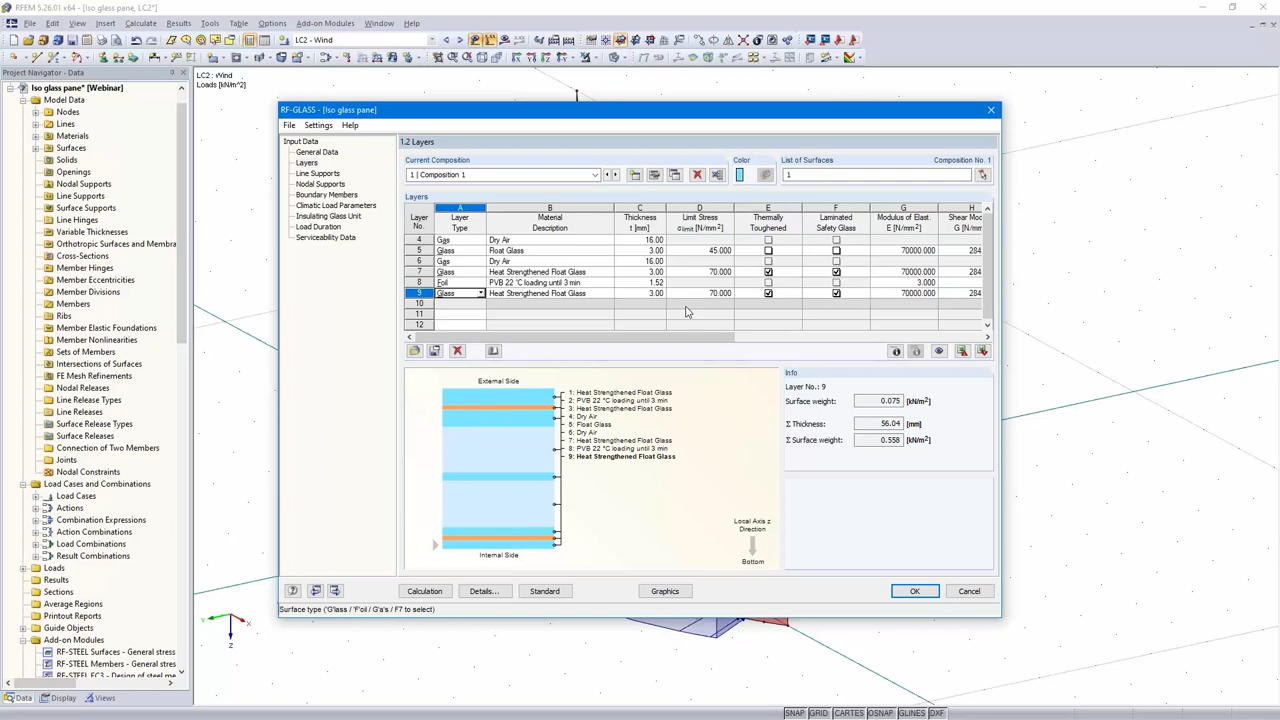 RFEM 5.26.01 x64 - [Iso glass pane, LC2*]
File Edit View Insert Calculate Results Tools Table Options Add-on Modules Window Help
LC2 - Wind
Project Navigator - Data
Iso glass pane* [Webinar]
Model Data
Nodes
Lines
Materials
Surfaces
Solids
Openings
Nodal Supports
Line Supports
Surface Supports
Line Hinges
Variable Thicknesses
Orthotropic Surfaces and Membra
Cross-Sections
Member Hinges
Member Eccentricities
Member Divisions
Members
Ribs
Member Elastic Foundations
Member Nonlinearities
Sets of Members
Intersections of Surfaces
FE Mesh Refinements
Nodal Releases
Line Release Types
Line Releases
Surface Release Types
Surface Releases
Connection of Two Members
Joints
Nodal Constraints
Load Cases and Combinations
Load Cases
Actions
Combination Expressions
Action Combinations
Load Combinations
Result Combinations
Loads
Results
Sections
Average Regions
Printout Reports
Guide Objects
Add-on Modules
RF-STEEL Surfaces - General stress
RF-STEEL Members - General stres
RF-STEEL EC3 - Design of steel me
Data Display Views
LC2 : Wind
Loads [kN/m^2]
RF-GLASS - [Iso glass pane]
File Settings Help
Input Data
General Data
Layers
Line Supports
Nodal Supports
Boundary Members
Climatic Load Parameters
Insulating Glass Unit
Load Duration
Serviceability Data
1.2 Layers
Current Composition Color List of Surfaces Composition No. 1
1 | Composition 1 1
Layers
A B C D E F G H
Layer Layer Material Thickness Limit Stress Thermally Laminated Modulus of Elast. Shear Mod
No. Type Description t [mm] σlimit [N/mm²] Toughened Safety Glass E [N/mm²] G [N/mm
4 Gas Dry Air 16.00
5 Glass Float Glass 3.00 45.000 70000.000 284
6 Gas Dry Air 16.00
7 Glass Heat Strengthened Float Glass 3.00 70.000 70000.000 284
8 Foil PVB 22 °C loading until 3 min 1.52 3.000
9 Glass Heat Strengthened Float Glass 3.00 70.000 70000.000 284
10
11
12
External Side
1: Heat Strengthened Float Glass
2: PVB 22 °C loading until 3 min
3: Heat Strengthened Float Glass
4: Dry Air
5: Float Glass
6: Dry Air
7: Heat Strengthened Float Glass
8: PVB 22 °C loading until 3 min
9: Heat Strengthened Float Glass
Internal Side
Local Axis z
Direction
Bottom
Info
Layer No.: 9
Surface weight: 0.075 [kN/m²]
Σ Thickness: 56.04 [mm]
Σ Surface weight: 0.558 [kN/m²]
Calculation Details... Standard Graphics OK Cancel
Surface type ('G'lass / 'F'oil / G'a's / F7 to select)
Y X
Z
SNAP GRID CARTES OSNAP GLINES DXF